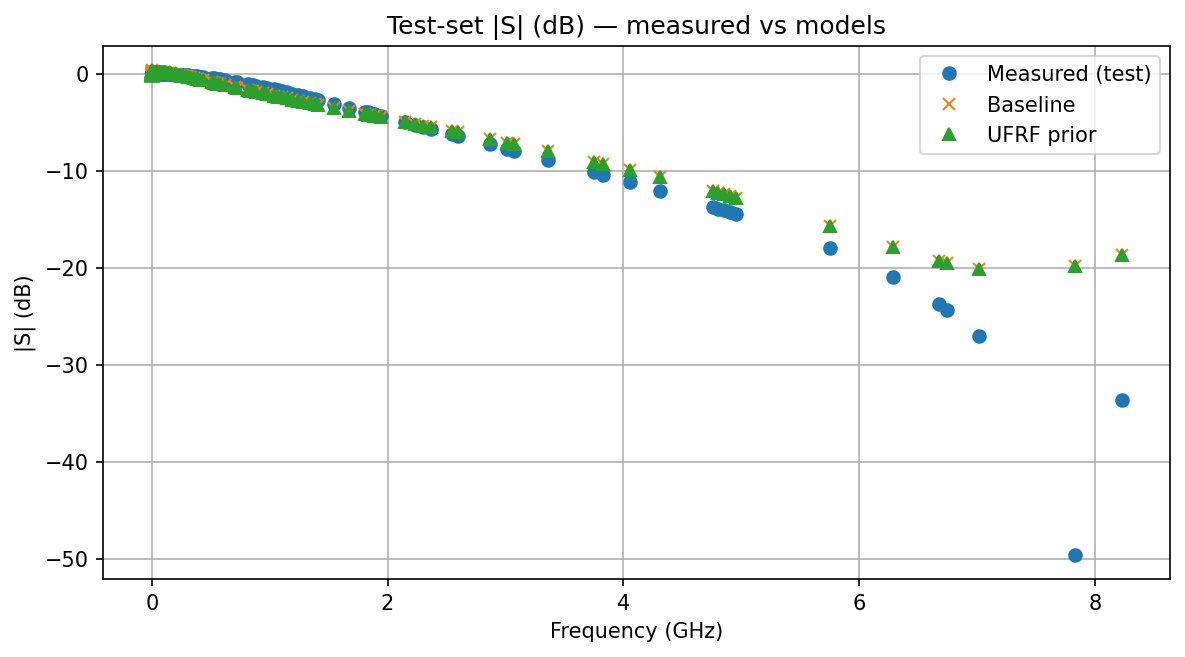 Test-set |S| (dB) — measured vs models
Measured (test)
Baseline
UFRF prior
|S| (dB)
0
−10
−20
−30
−40
−50
0 2 4 6 8
Frequency (GHz)